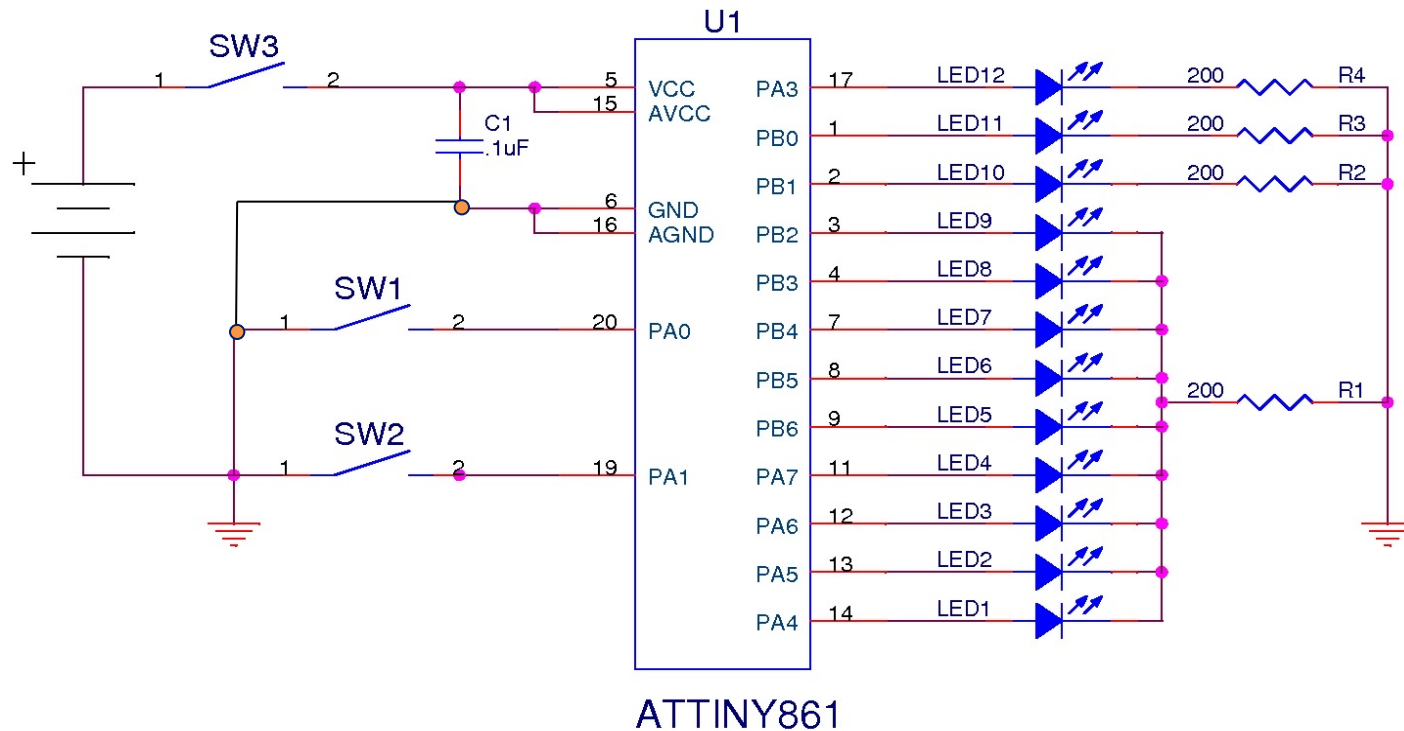 U1
SW3
1 2 5 VCC PA3 17 LED12 200 R4
15 AVCC
C1
.1uF
PB0 1 LED11 200 R3
+
PB1 2 LED10 200 R2
6 GND
16 AGND
PB2 3 LED9
PB3 4 LED8
SW1
1 2 20 PA0 PB4 7 LED7
PB5 8 LED6
200 R1
PB6 9 LED5
SW2
1 2 19 PA1 PA7 11 LED4
PA6 12 LED3
PA5 13 LED2
PA4 14 LED1
ATTINY861